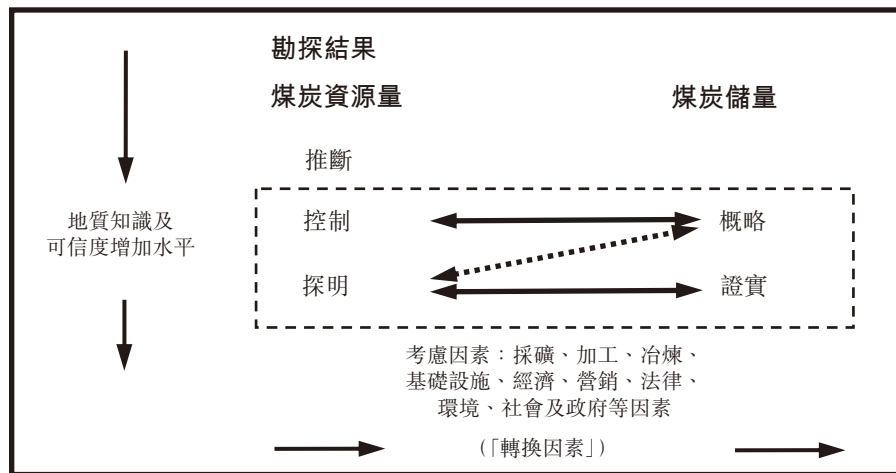 勘探結果
煤炭資源量
煤炭儲量
推斷
地質知識及
可信度增加水平
控制
概略
探明
證實
考慮因素：採礦、加工、冶煉、
基礎設施、經濟、營銷、法律、
環境、社會及政府等因素
(「轉換因素」)